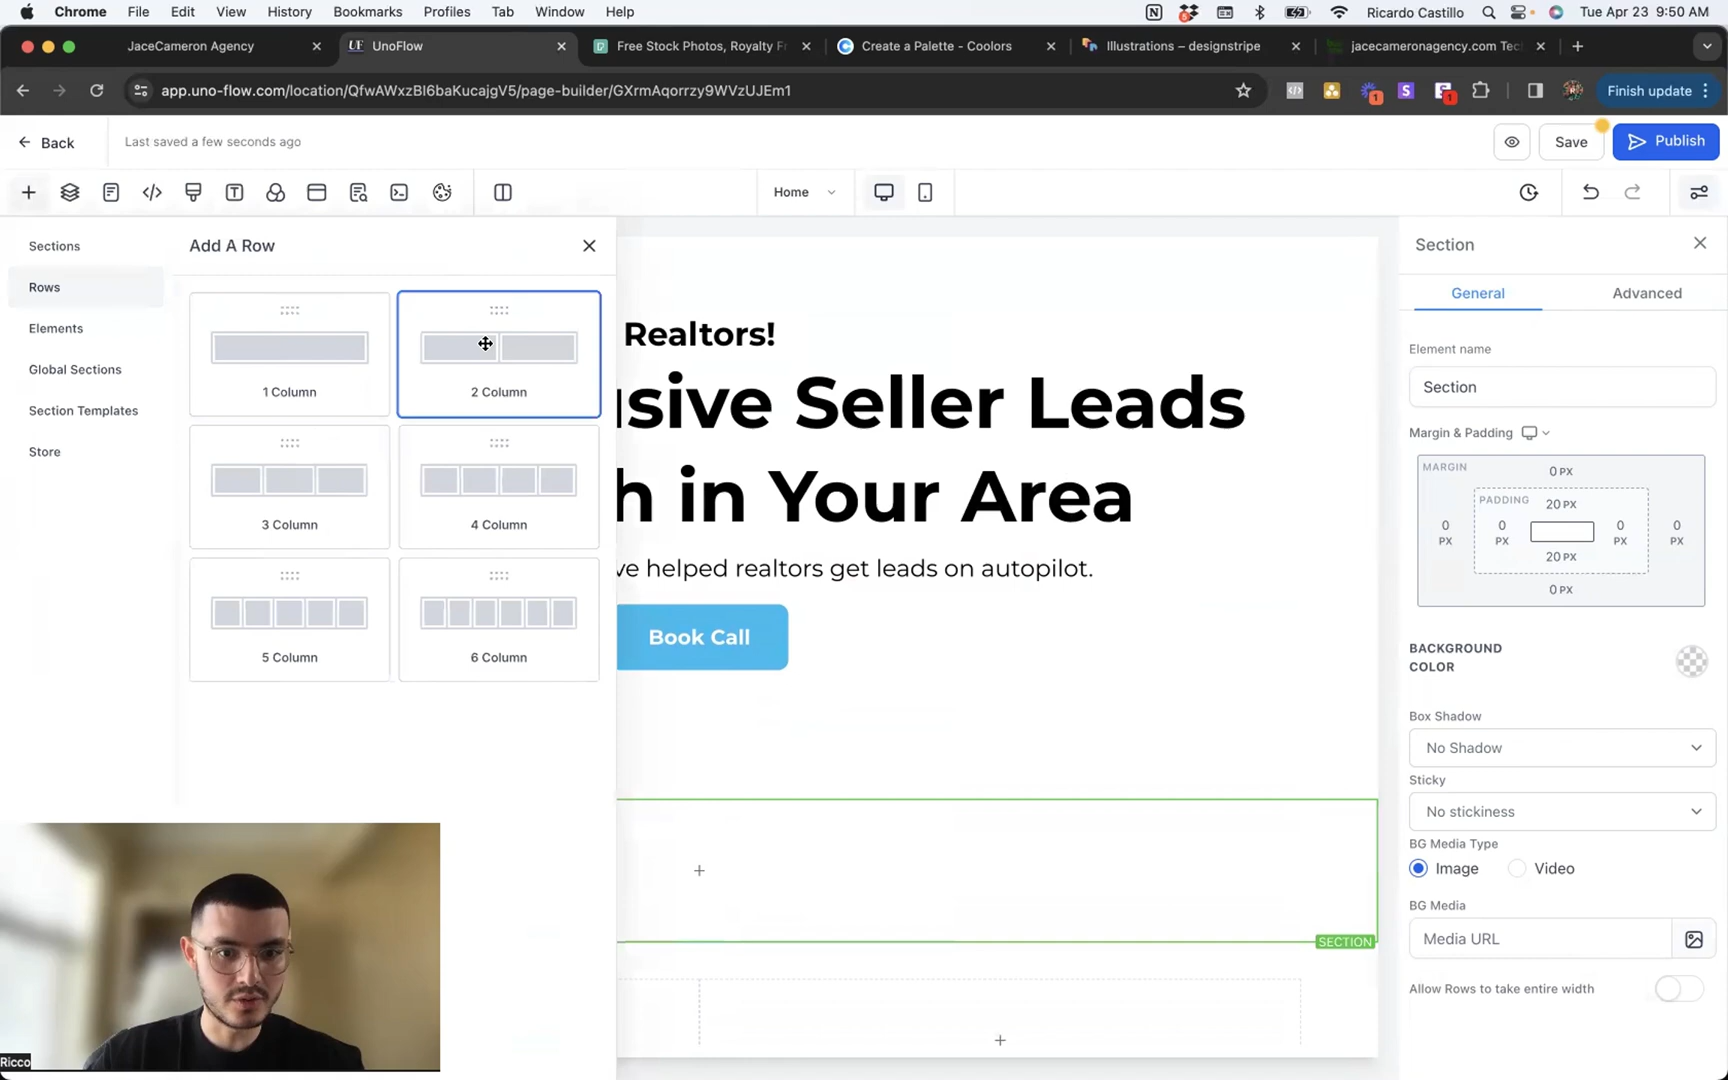 Chrome File Edit View History Bookmarks Profiles Tab Window Help
Ricardo Castillo Tue Apr 23 9:50 AM
JaceCameron Agency
UF UnoFlow
Free Stock Photos, Royalty Fr
Create a Palette - Coolors
Illustrations – designstripe
jacecameronagency.com Tec
app.uno-flow.com/location/QfwAWxzBl6baKucajgV5/page-builder/GXrmAqorrzy9WVzUJEm1
Finish update
Back
Last saved a few seconds ago
Save
Publish
Home
Sections
Rows
Elements
Global Sections
Section Templates
Store
Add A Row
1 Column
2 Column
3 Column
4 Column
5 Column
6 Column
Realtors!
usive Seller Leads
h in Your Area
ve helped realtors get leads on autopilot.
Book Call
SECTION
Section
General
Advanced
Element name
Section
Margin & Padding
MARGIN
0 PX
PADDING
20 PX
0 PX
0 PX
0 PX
0 PX
20 PX
0 PX
BACKGROUND COLOR
Box Shadow
No Shadow
Sticky
No stickiness
BG Media Type
Image
Video
BG Media
Media URL
Allow Rows to take entire width
Ricco